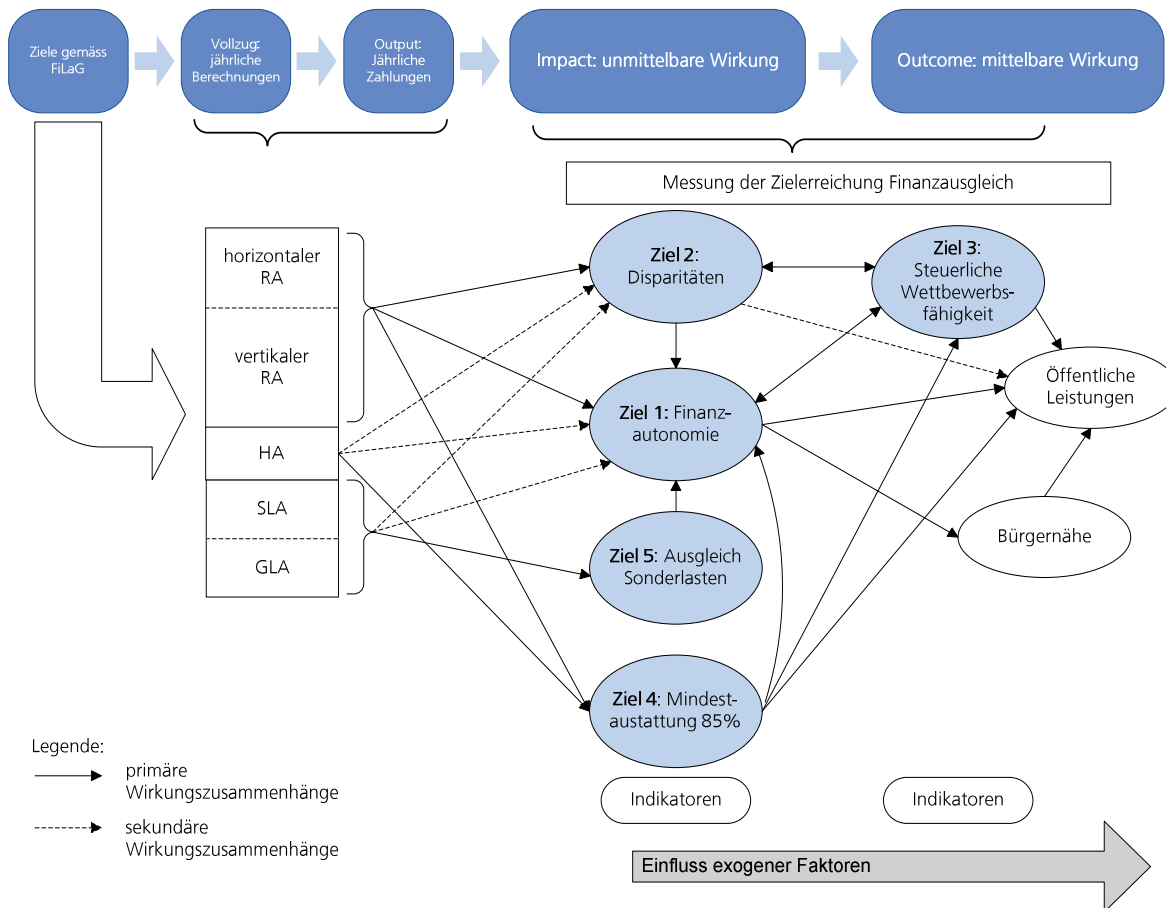 Ziele gemäss
FiLaG
Vollzug:
jährliche
Berechnungen
Output:
Jährliche
Zahlungen
Impact: unmittelbare Wirkung
Outcome: mittelbare Wirkung
Messung der Zielerreichung Finanzausgleich
horizontaler
RA
vertikaler
RA
HA
SLA
GLA
Ziel 2:
Disparitäten
Ziel 3:
Steuerliche
Wettbewerbs-
fähigkeit
Ziel 1: Finanz-
autonomie
Öffentliche
Leistungen
Ziel 5: Ausgleich
Sonderlasten
Bürgernähe
Ziel 4: Mindest-
austattung 85%
Legende:
primäre
Wirkungszusammenhänge
sekundäre
Wirkungszusammenhänge
Indikatoren
Indikatoren
Einfluss exogener Faktoren